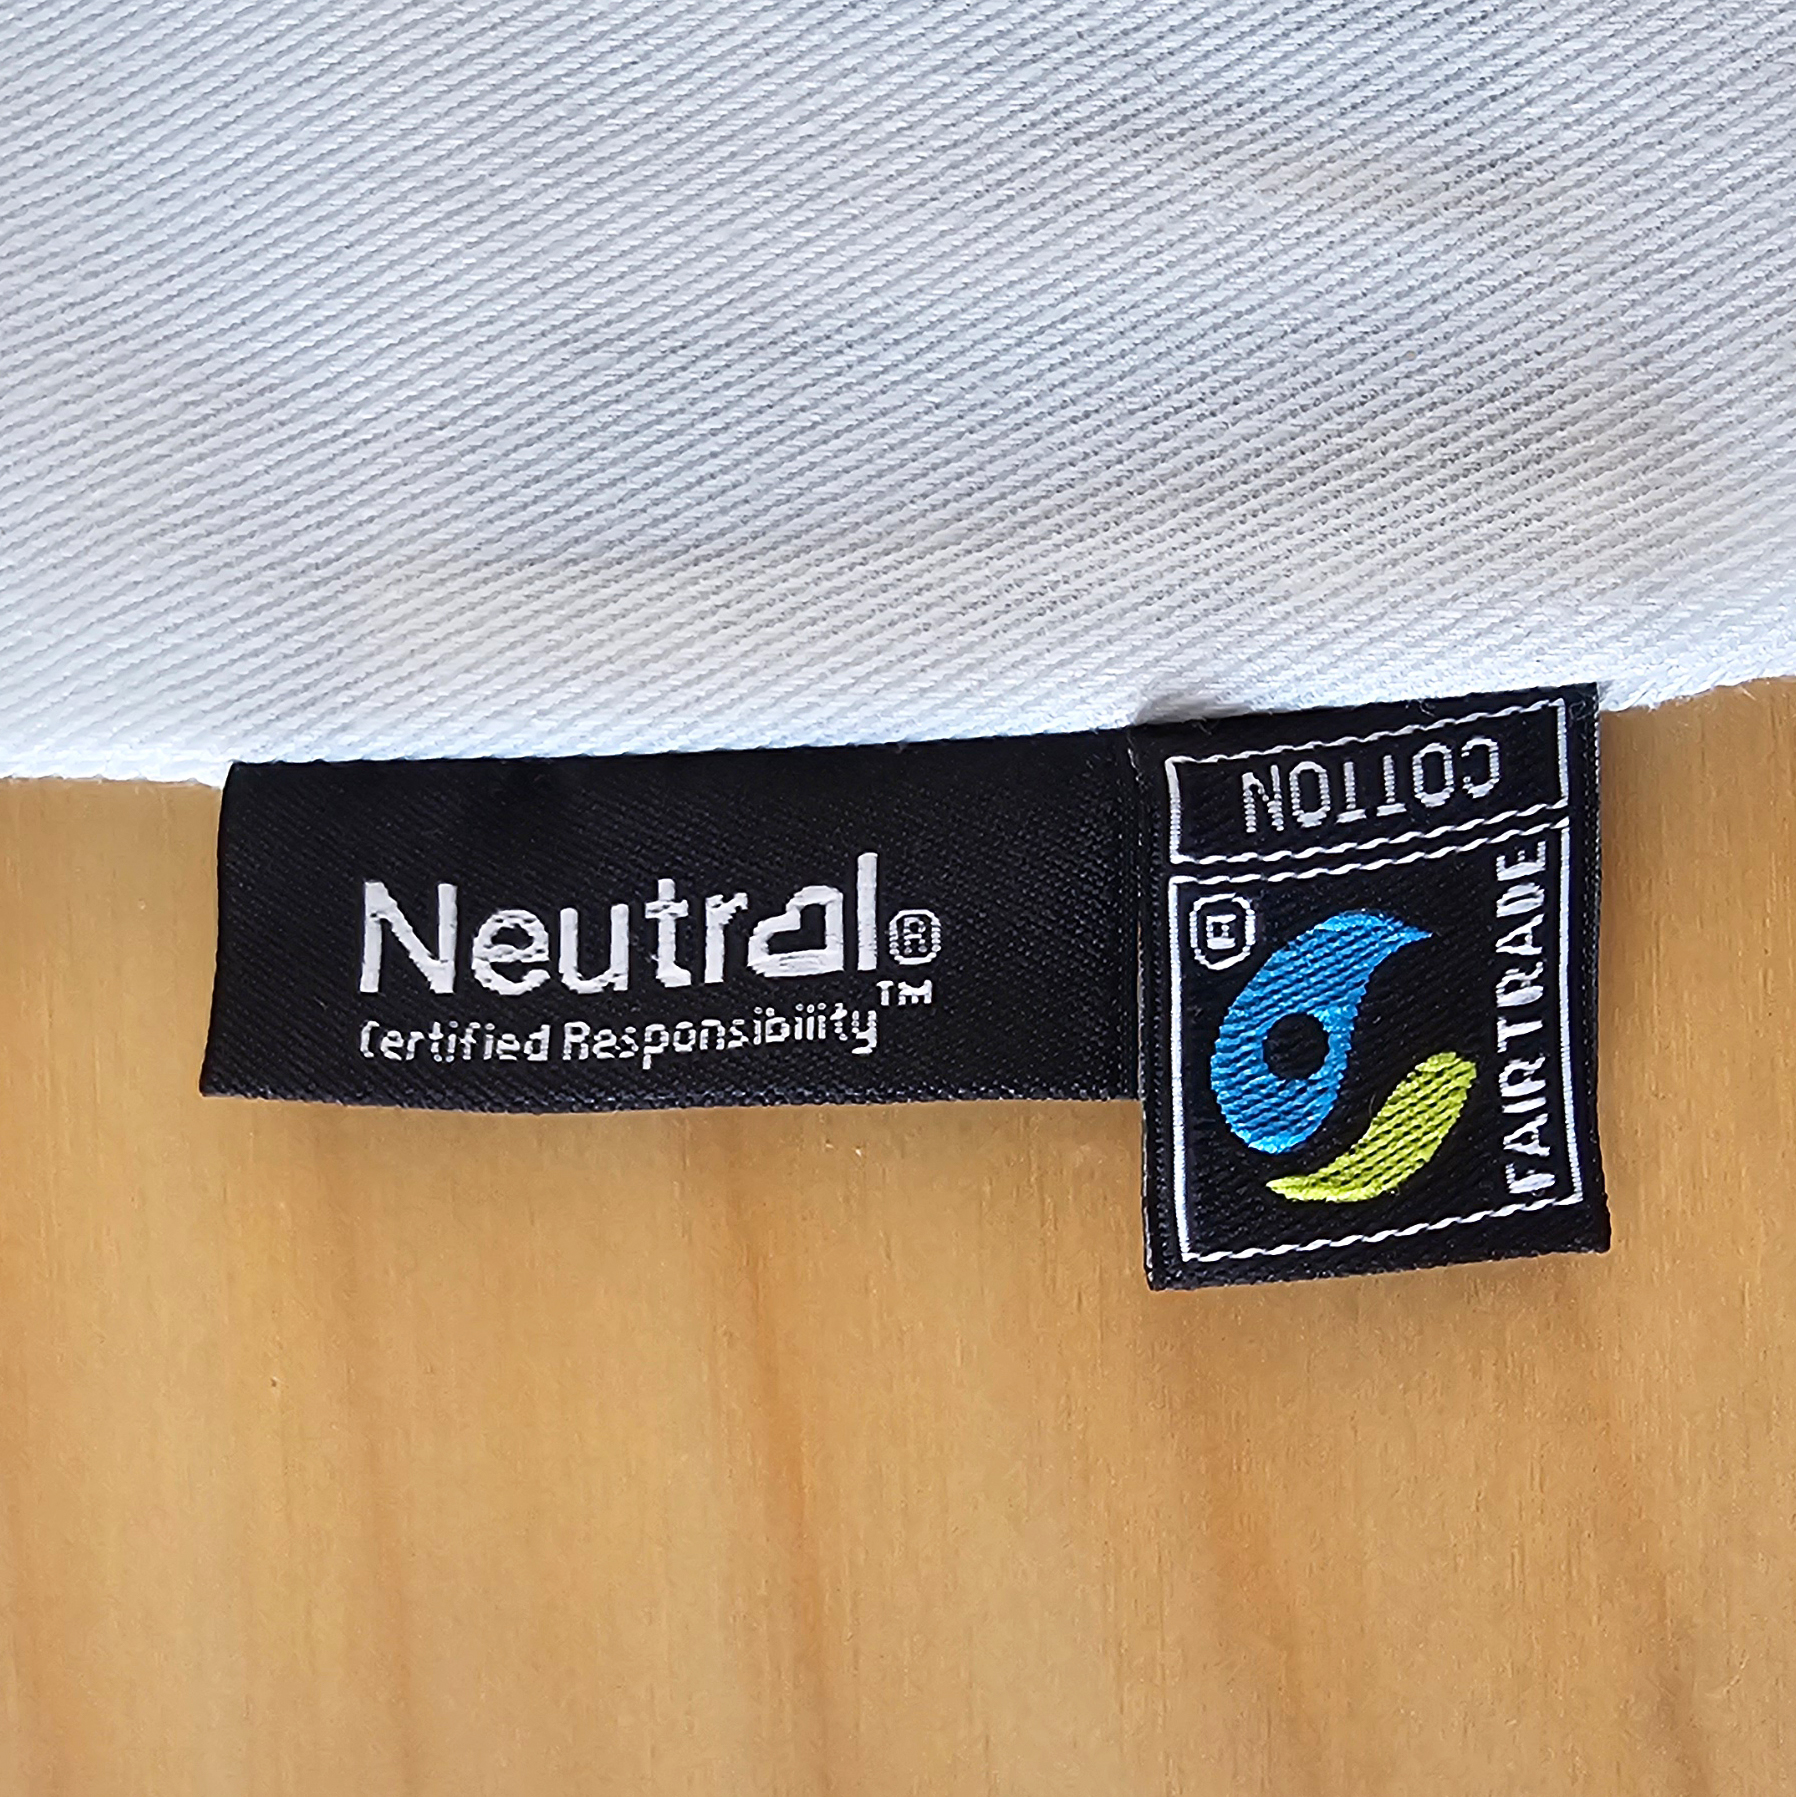 Neutral®
Certified Responsibility™
COTTON
®
FAIRTRADE